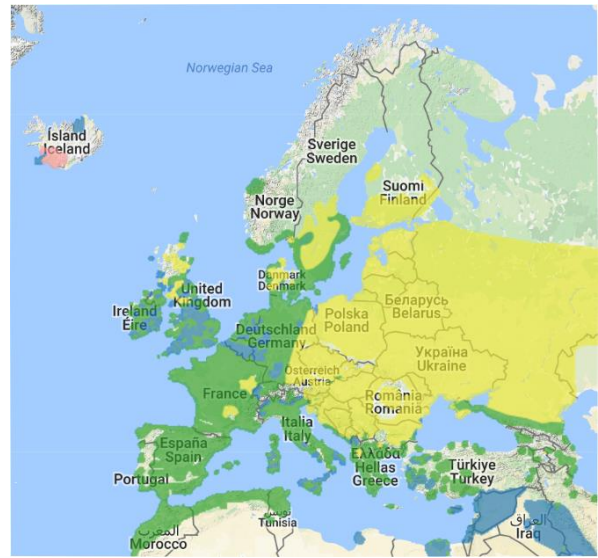 Norwegian Sea
Ísland
Iceland
Sverige
Sweden
Suomi
Finland
Norge
Norway
Danmark
Denmark
United
Kingdom
Ireland
Éire
Беларусь
Belarus
Polska
Poland
Deutschland
Germany
Україна
Ukraine
Österreich
Austria
France
România
Romania
Italia
Italy
España
Spain
Ελλάδα
Hellas
Greece
Türkiye
Turkey
Portugal
تونس
Tunisia
العراق
Iraq
المغرب
Morocco